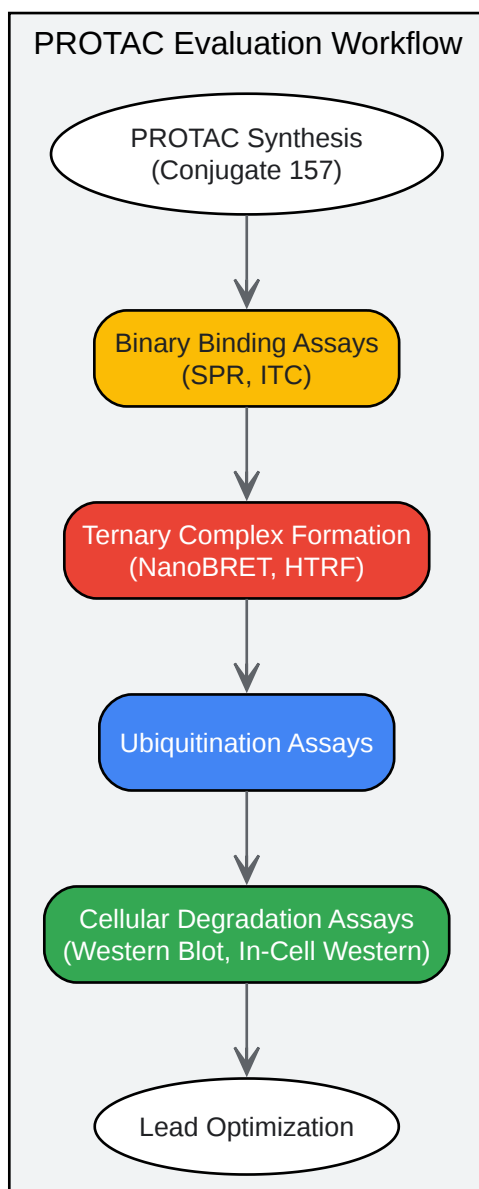 PROTAC Evaluation Workflow
PROTAC Synthesis
(Conjugate 157)
Binary Binding Assays
(SPR, ITC)
Ternary Complex Formation
(NanoBRET, HTRF)
Ubiquitination Assays
Cellular Degradation Assays
(Western Blot, In-Cell Western)
Lead Optimization